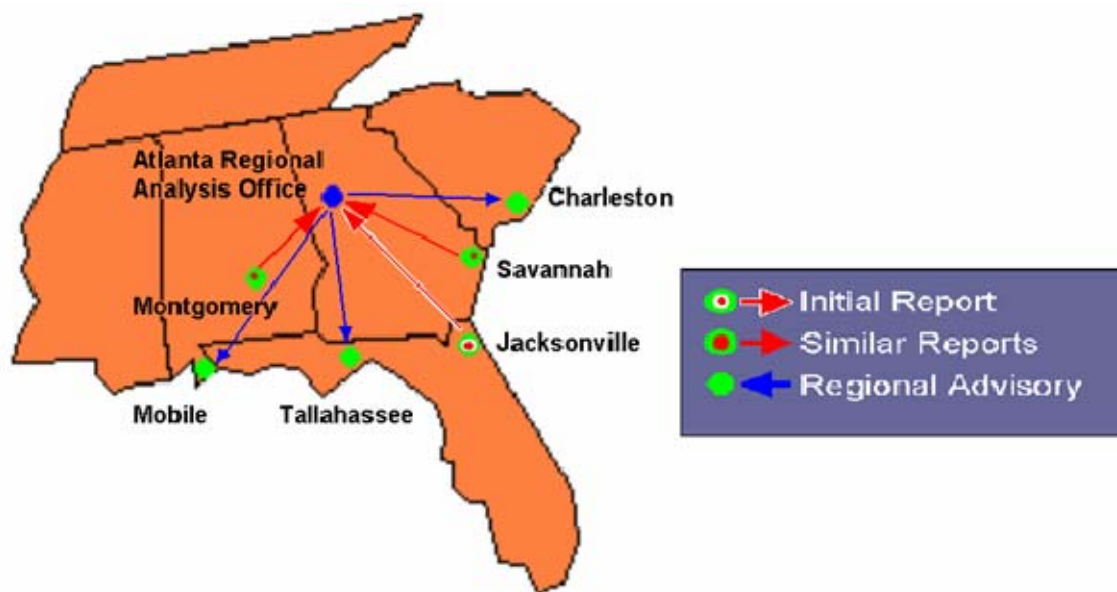 Atlanta Regional
Analysis Office
Charleston
Savannah
Montgomery
Jacksonville
Mobile
Tallahassee
Initial Report
Similar Reports
Regional Advisory